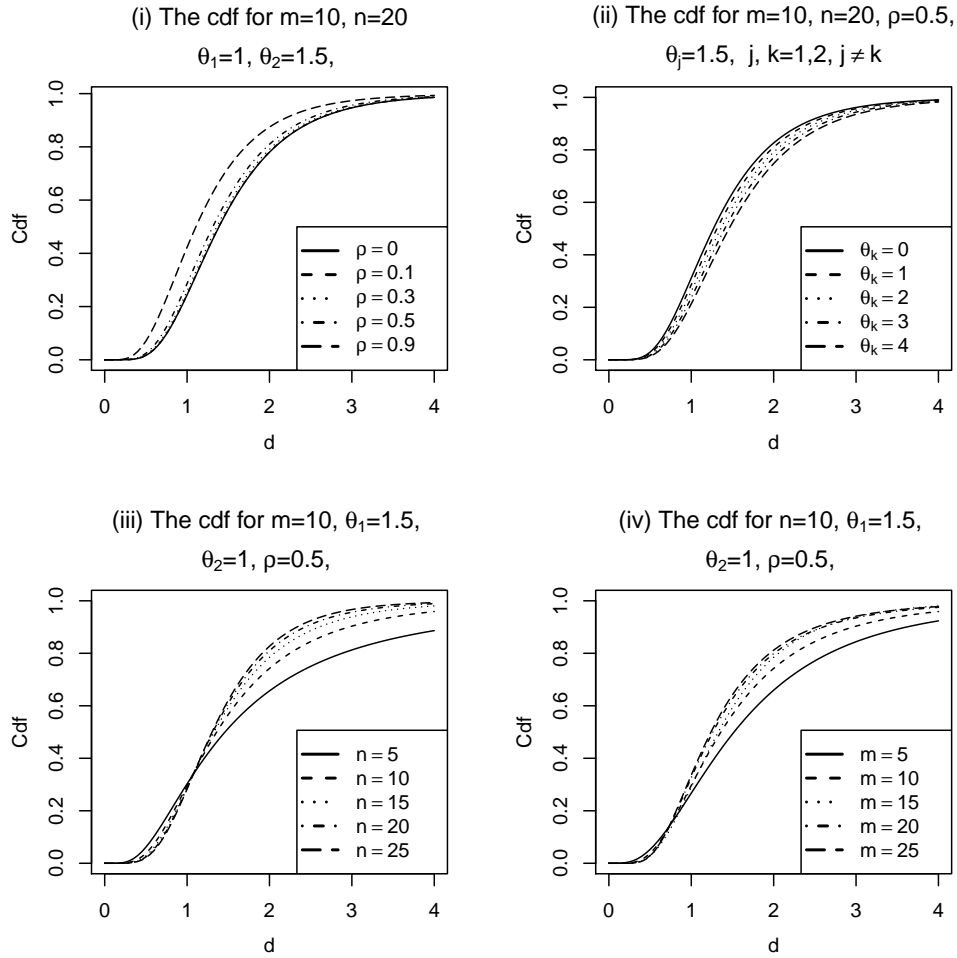 (i) The cdf for m=10, n=20
θ₁=1, θ₂=1.5,
1.0
0.8
0.6
0.4
0.2
0.0
Cdf
ρ = 0
ρ = 0.1
ρ = 0.3
ρ = 0.5
ρ = 0.9
0 1 2 3 4
d
(ii) The cdf for m=10, n=20, ρ=0.5,
θⱼ=1.5, j, k=1,2, j ≠ k
1.0
0.8
0.6
0.4
0.2
0.0
Cdf
θₖ = 0
θₖ = 1
θₖ = 2
θₖ = 3
θₖ = 4
0 1 2 3 4
d
(iii) The cdf for m=10, θ₁=1.5,
θ₂=1, ρ=0.5,
1.0
0.8
0.6
0.4
0.2
0.0
Cdf
n = 5
n = 10
n = 15
n = 20
n = 25
0 1 2 3 4
d
(iv) The cdf for n=10, θ₁=1.5,
θ₂=1, ρ=0.5,
1.0
0.8
0.6
0.4
0.2
0.0
Cdf
m = 5
m = 10
m = 15
m = 20
m = 25
0 1 2 3 4
d